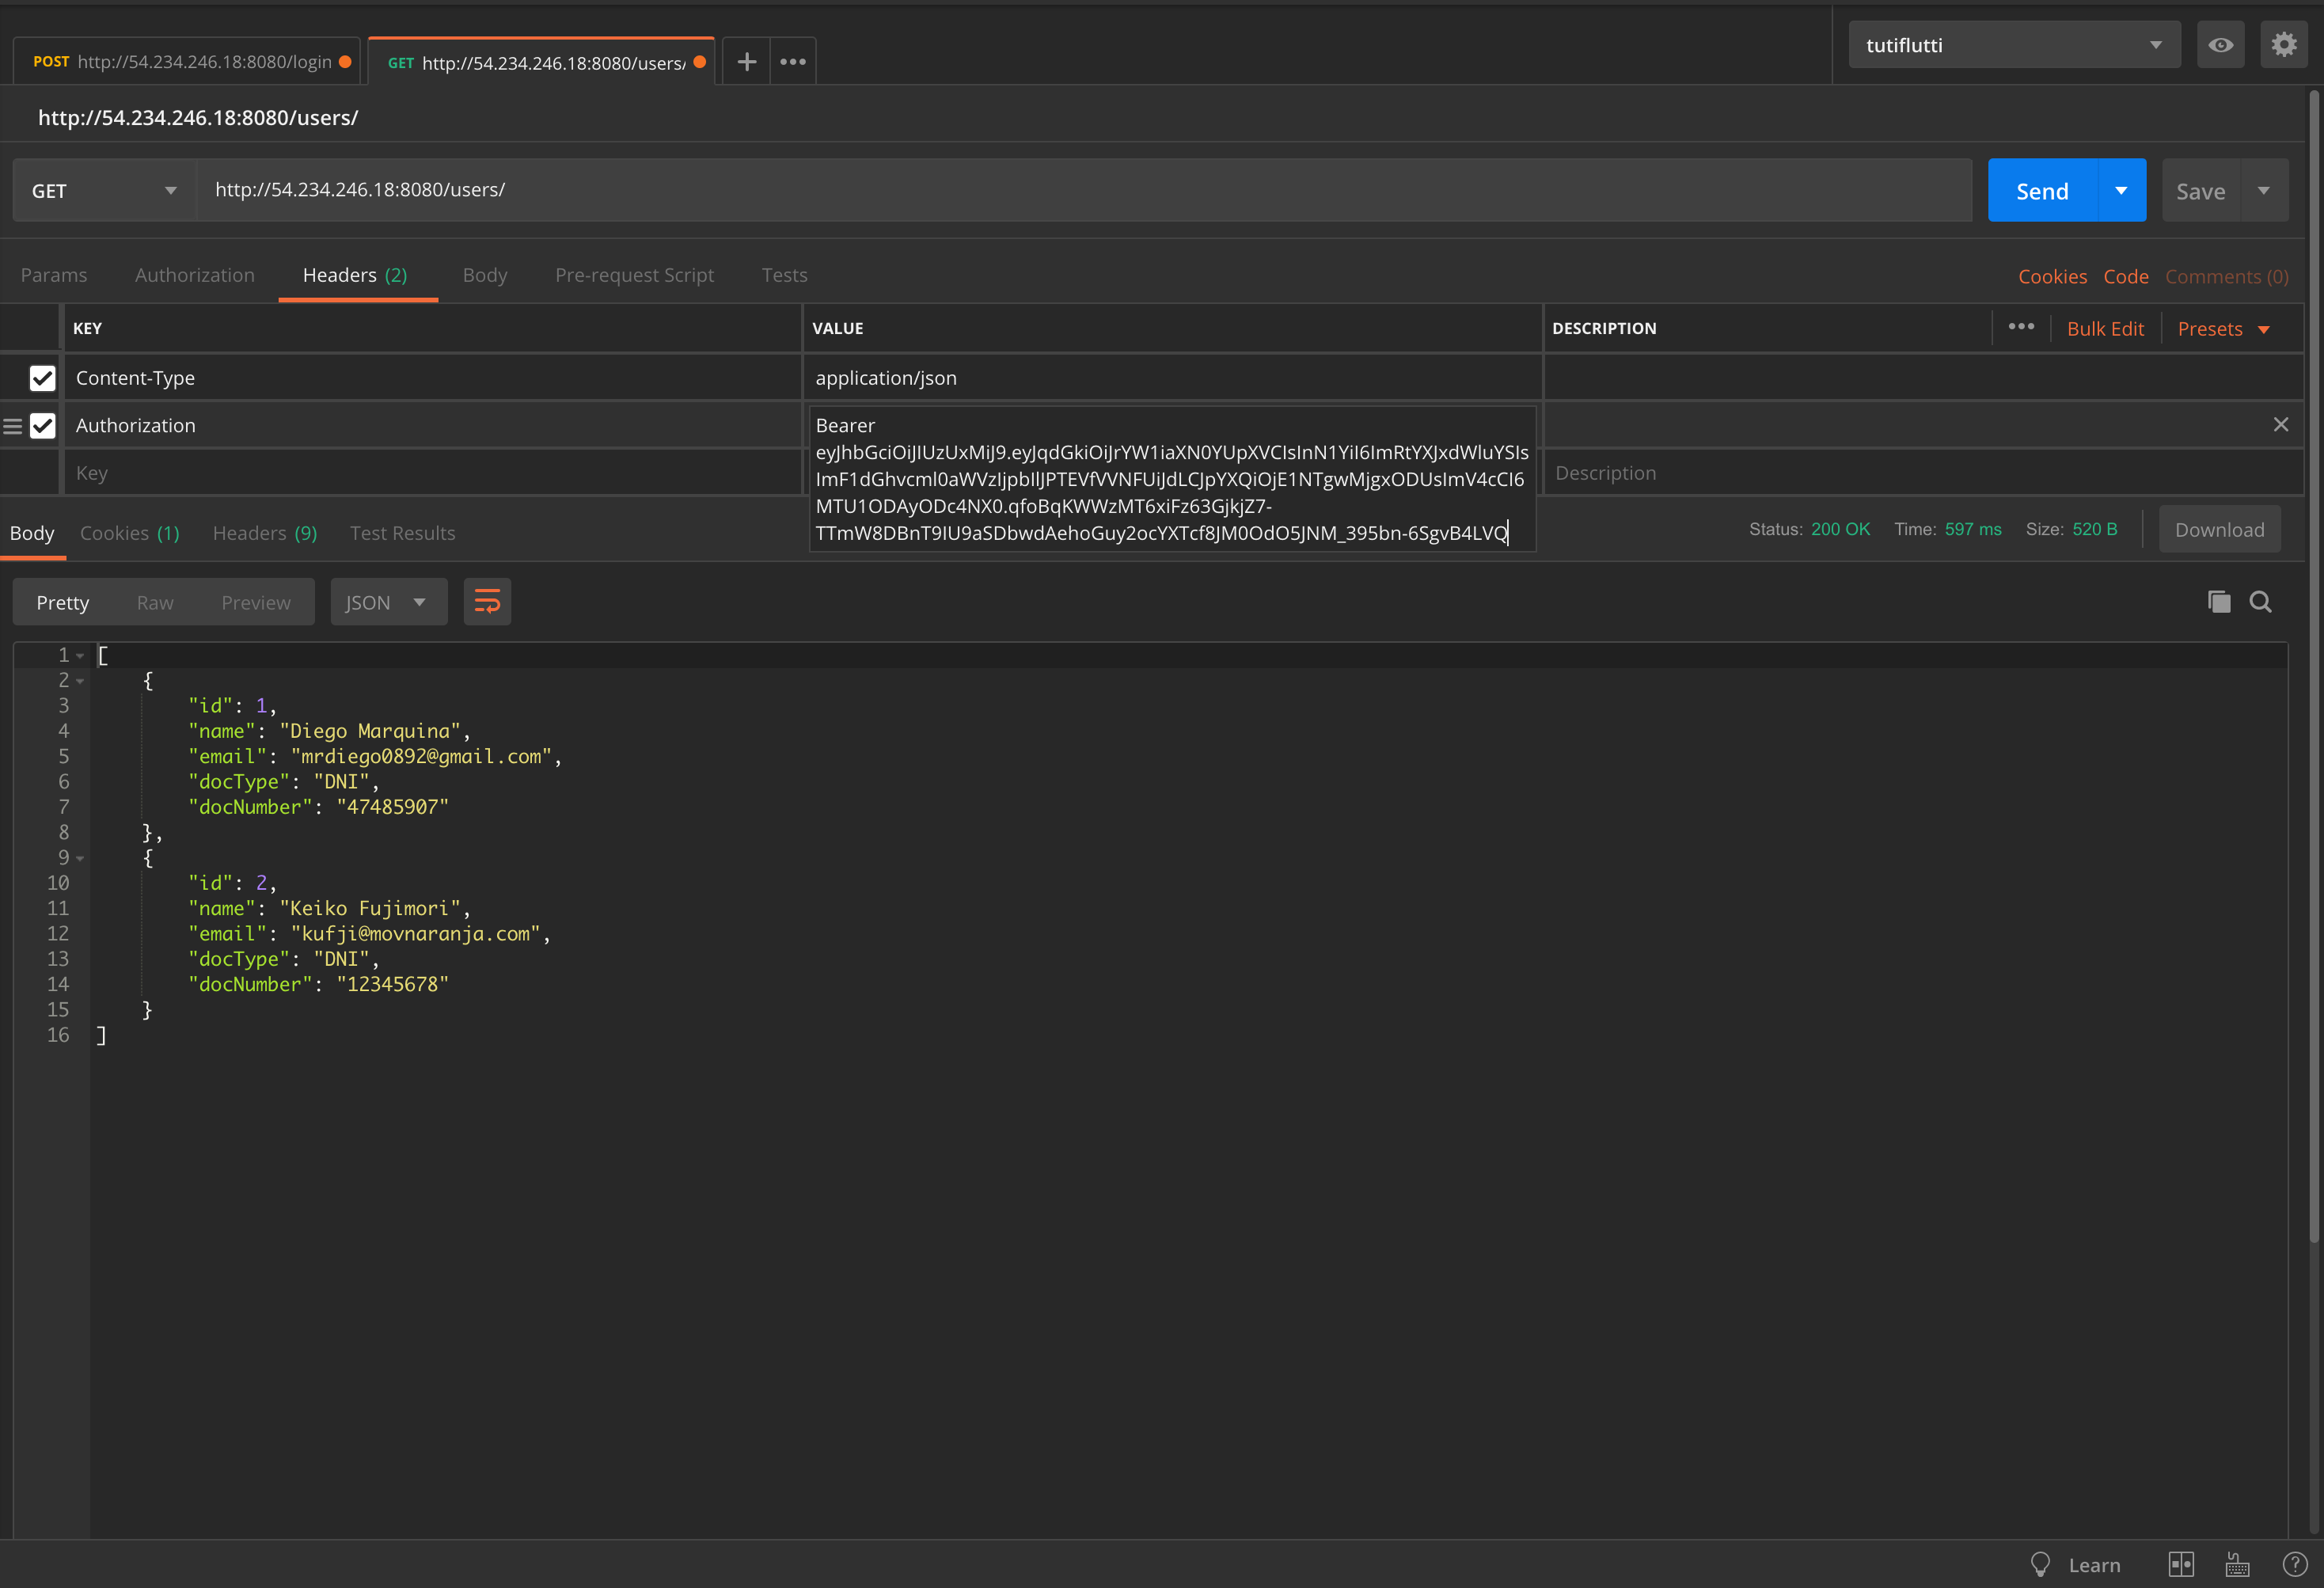 POST http://54.234.246.18:8080/login
GET http://54.234.246.18:8080/users/
tutiflutti
http://54.234.246.18:8080/users/
GET http://54.234.246.18:8080/users/ Send Save
Params Authorization Headers (2) Body Pre-request Script Tests Cookies Code Comments (0)
KEY VALUE DESCRIPTION Bulk Edit Presets
Content-Type application/json
Authorization Bearer
eyJhbGciOiJIUzUxMiJ9.eyJqdGkiOiJrYW1iaXN0YUpXVCIsInN1YiI6ImRtYXJxdWluYSIs
ImF1dGhvcml0aWVzIjpbIlJPTEVfVVNFUiJdLCJpYXQiOjE1NTgwMjgxODUsImV4cCI6
MTU1ODAyODc4NX0.qfoBqKWWzMT6xiFz63GjkjZ7-
TTmW8DBnT9IU9aSDbwdAehoGuy2ocYXTcf8JM0OdO5JNM_395bn-6SgvB4LVQ
Key Description
Body Cookies (1) Headers (9) Test Results Status: 200 OK Time: 597 ms Size: 520 B Download
Pretty Raw Preview JSON
1 [
2 {
3 "id": 1,
4 "name": "Diego Marquina",
5 "email": "mrdiego0892@gmail.com",
6 "docType": "DNI",
7 "docNumber": "47485907"
8 },
9 {
10 "id": 2,
11 "name": "Keiko Fujimori",
12 "email": "kufji@movnaranja.com",
13 "docType": "DNI",
14 "docNumber": "12345678"
15 }
16 ]
Learn